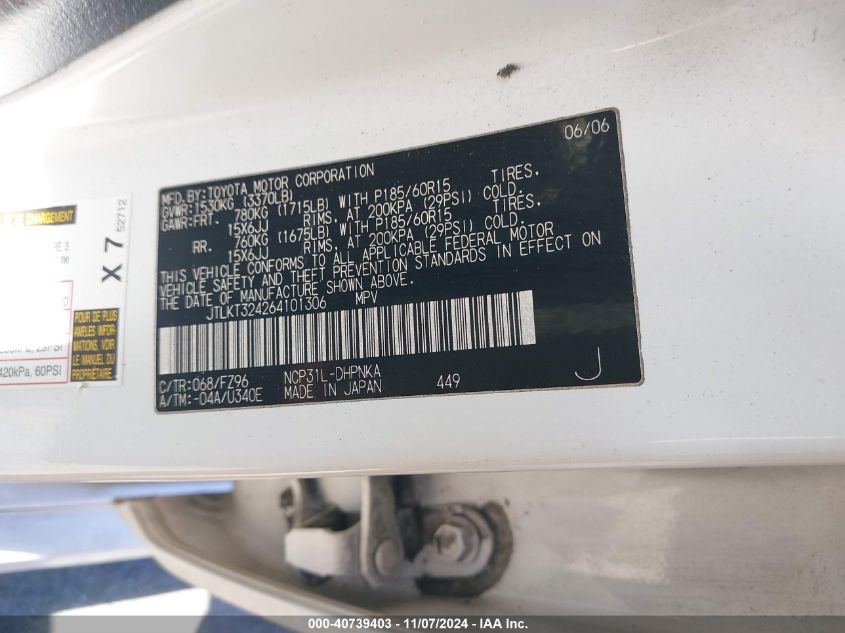 06/06
MFD.BY:TOYOTA MOTOR CORPORATION
GVWR:1530KG (3370LB)
GAWR:FRT. 780KG (1715LB) WITH P185/60R15 TIRES,
15X6JJ RIMS, AT 200KPA (29PSI) COLD.
RR. 760KG (1675LB) WITH P185/60R15 TIRES,
15X6JJ RIMS, AT 200KPA (29PSI) COLD.
THIS VEHICLE CONFORMS TO ALL APPLICABLE FEDERAL MOTOR
VEHICLE SAFETY AND THEFT PREVENTION STANDARDS IN EFFECT ON
THE DATE OF MANUFACTURE SHOWN ABOVE.
JTLKT324264101306 MPV
C/TR:068/FZ96 NCP31L-DHPNKA
A/TM:-04A/U340E MADE IN JAPAN 449
J
CHARGEMENT
X 7 52712
POUR DE PLUS
AMPLES INFOR-
MATIONS, VOIR
LE MANUEL DU
PROPRIÉTAIRE.
420kPa, 60PSI
000-40739403 - 11/07/2024 - IAA Inc.